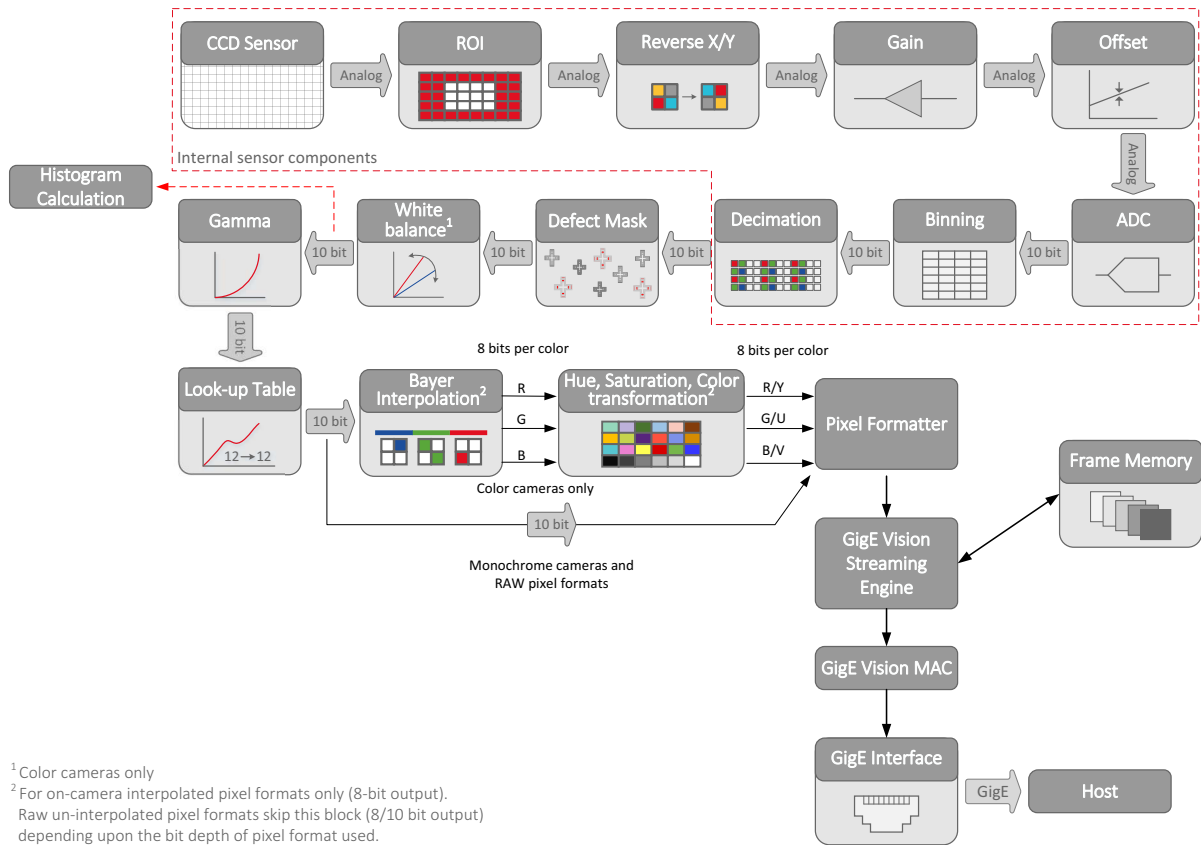 CCD Sensor
Analog
ROI
Analog
Reverse X/Y
Analog
Gain
Analog
Offset
Analog
Internal sensor components
Histogram
Calculation
ADC
10 bit
Binning
10 bit
Decimation
10 bit
Defect Mask
10 bit
White
balance1
10 bit
Gamma
10 bit
8 bits per color
8 bits per color
Look-up Table
12→12
10 bit
Bayer
Interpolation2
R
G
B
Hue, Saturation, Color
transformation2
R/Y
G/U
B/V
Pixel Formatter
Color cameras only
10 bit
Monochrome cameras and
RAW pixel formats
Frame Memory
GigE Vision
Streaming
Engine
GigE Vision MAC
GigE Interface
GigE
Host
1 Color cameras only
2 For on-camera interpolated pixel formats only (8-bit output).
Raw un-interpolated pixel formats skip this block (8/10 bit output)
depending upon the bit depth of pixel format used.